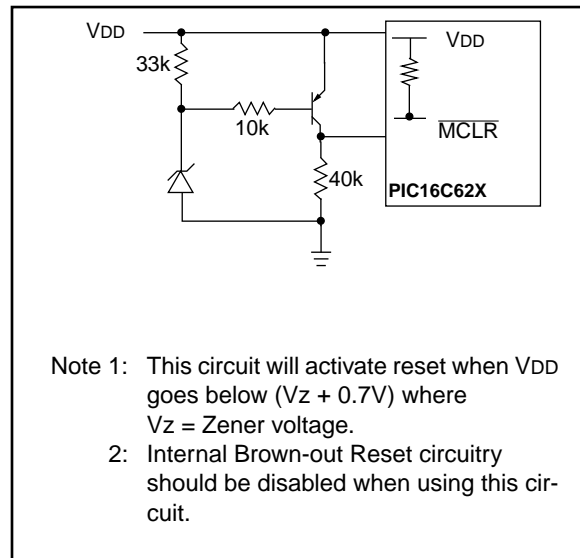 VDD
VDD
33k
10k
MCLR
40k
PIC16C62X
Note 1: This circuit will activate reset when VDD
goes below (Vz + 0.7V) where
Vz = Zener voltage.
2: Internal Brown-out Reset circuitry
should be disabled when using this cir-
cuit.